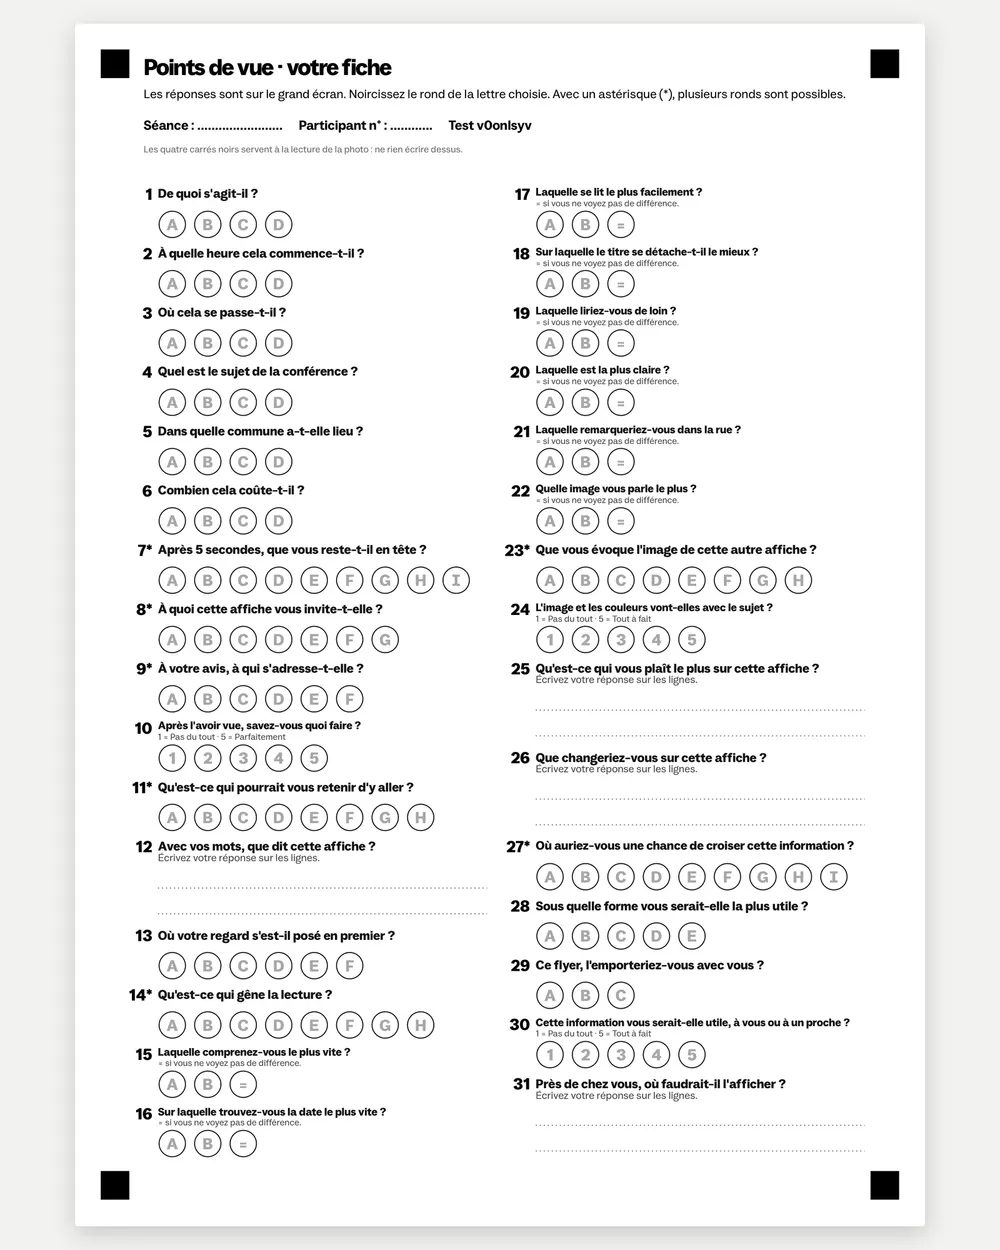 Points de vue · votre fiche
Les réponses sont sur le grand écran. Noircissez le rond de la lettre choisie. Avec un astérisque (*), plusieurs ronds sont possibles.
Séance : ........................ Participant n° : ............ Test v0onlsyv
Les quatre carrés noirs servent à la lecture de la photo : ne rien écrire dessus.
1 De quoi s'agit-il ?
A B C D
2 À quelle heure cela commence-t-il ?
A B C D
3 Où cela se passe-t-il ?
A B C D
4 Quel est le sujet de la conférence ?
A B C D
5 Dans quelle commune a-t-elle lieu ?
A B C D
6 Combien cela coûte-t-il ?
A B C D
7* Après 5 secondes, que vous reste-t-il en tête ?
A B C D E F G H I
8* À quoi cette affiche vous invite-t-elle ?
A B C D E F G
9* À votre avis, à qui s'adresse-t-elle ?
A B C D E F
10 Après l'avoir vue, savez-vous quoi faire ?
1 = Pas du tout · 5 = Parfaitement
1 2 3 4 5
11* Qu'est-ce qui pourrait vous retenir d'y aller ?
A B C D E F G H
12 Avec vos mots, que dit cette affiche ?
Écrivez votre réponse sur les lignes.
13 Où votre regard s'est-il posé en premier ?
A B C D E F
14* Qu'est-ce qui gêne la lecture ?
A B C D E F G H
15 Laquelle comprenez-vous le plus vite ?
= si vous ne voyez pas de différence.
A B =
16 Sur laquelle trouvez-vous la date le plus vite ?
= si vous ne voyez pas de différence.
A B =
17 Laquelle se lit le plus facilement ?
= si vous ne voyez pas de différence.
A B =
18 Sur laquelle le titre se détache-t-il le mieux ?
= si vous ne voyez pas de différence.
A B =
19 Laquelle liriez-vous de loin ?
= si vous ne voyez pas de différence.
A B =
20 Laquelle est la plus claire ?
= si vous ne voyez pas de différence.
A B =
21 Laquelle remarqueriez-vous dans la rue ?
= si vous ne voyez pas de différence.
A B =
22 Quelle image vous parle le plus ?
= si vous ne voyez pas de différence.
A B =
23* Que vous évoque l'image de cette autre affiche ?
A B C D E F G H
24 L'image et les couleurs vont-elles avec le sujet ?
1 = Pas du tout · 5 = Tout à fait
1 2 3 4 5
25 Qu'est-ce qui vous plaît le plus sur cette affiche ?
Écrivez votre réponse sur les lignes.
26 Que changeriez-vous sur cette affiche ?
Écrivez votre réponse sur les lignes.
27* Où auriez-vous une chance de croiser cette information ?
A B C D E F G H I
28 Sous quelle forme vous serait-elle la plus utile ?
A B C D E
29 Ce flyer, l'emporteriez-vous avec vous ?
A B C
30 Cette information vous serait-elle utile, à vous ou à un proche ?
1 = Pas du tout · 5 = Tout à fait
1 2 3 4 5
31 Près de chez vous, où faudrait-il l'afficher ?
Écrivez votre réponse sur les lignes.